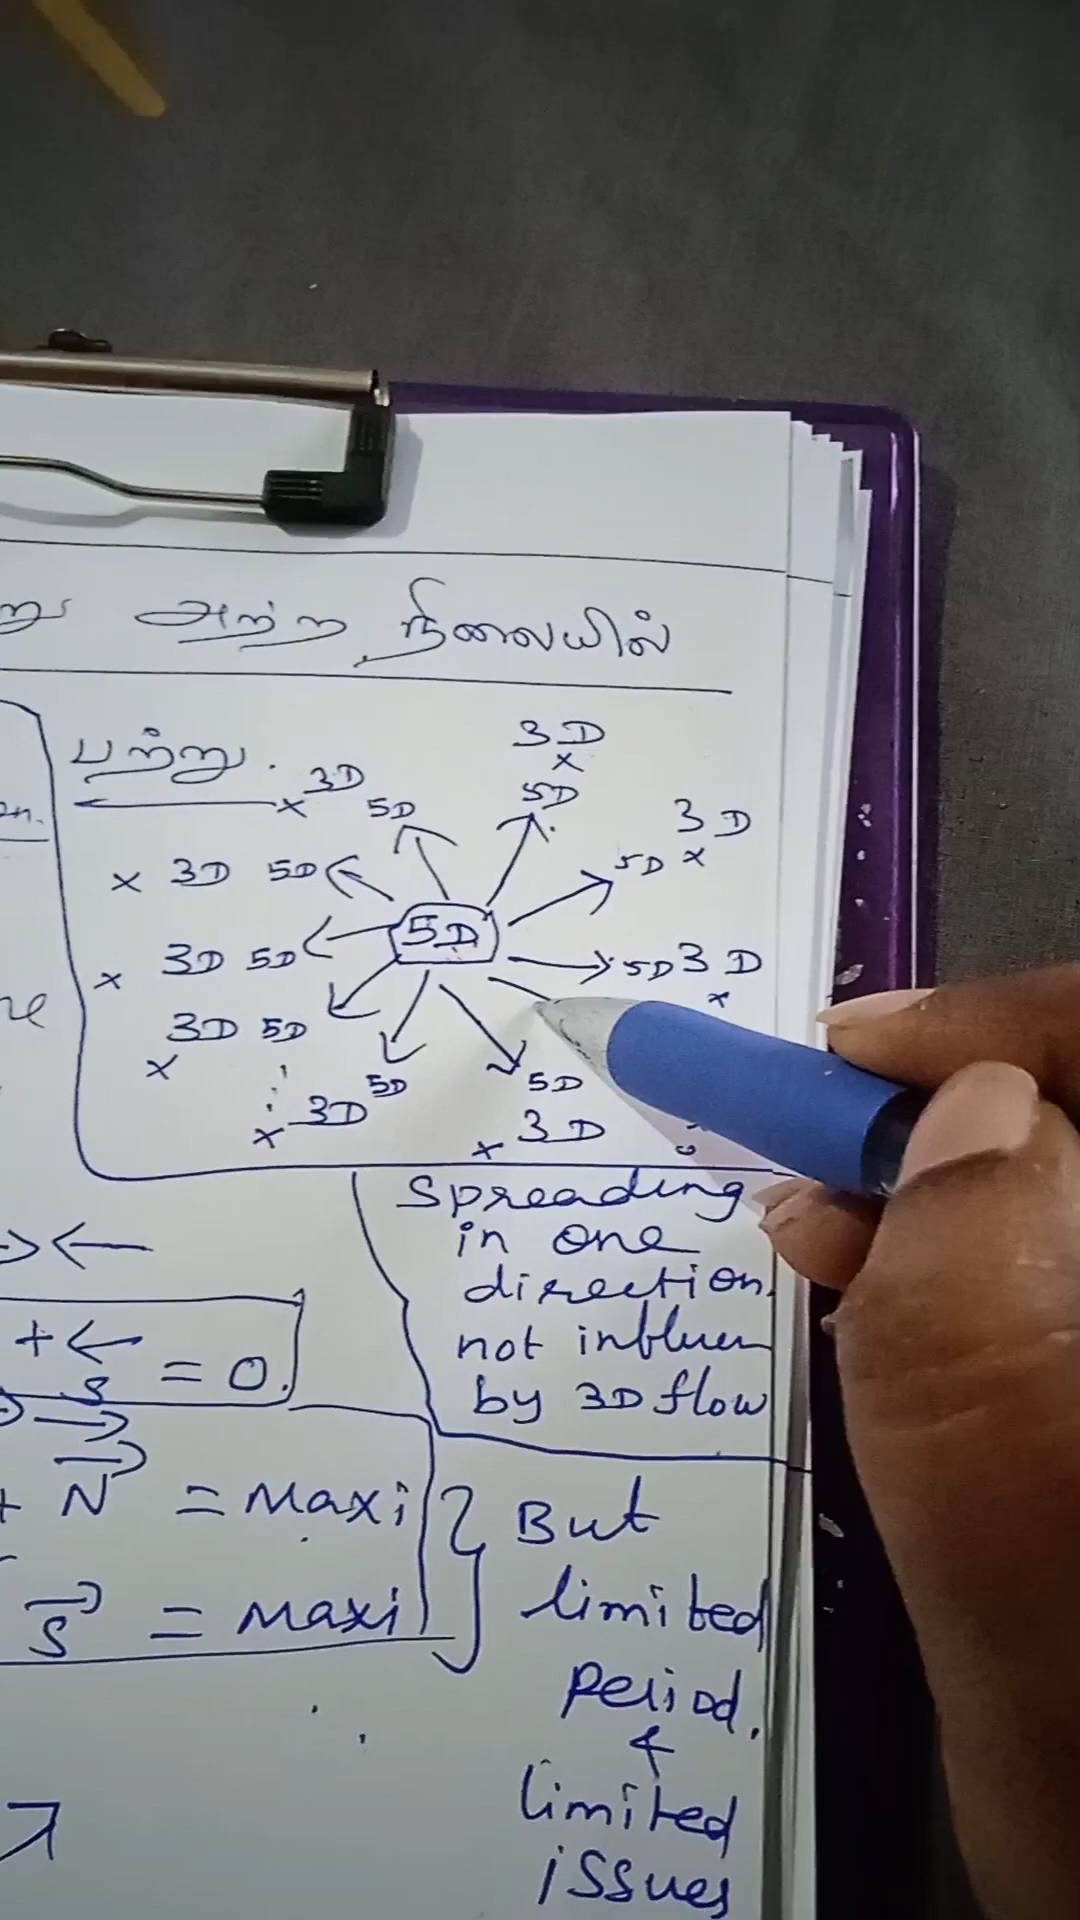 அற்ற நிலையில்
பற்று.
3D
x
5D
x 3D 5D
3D
5D x
x 3D 5D
5D
x 3D 5D
5D 3D
x
x 3D 5D
x 3D 5D
5D
x 3D
Spreading
in one
direction.
not influen
by 3D flow
→←
+ ←
S = 0.
+ N = Maxi
S = Maxi
But
limited
Period.
&
limited
issues